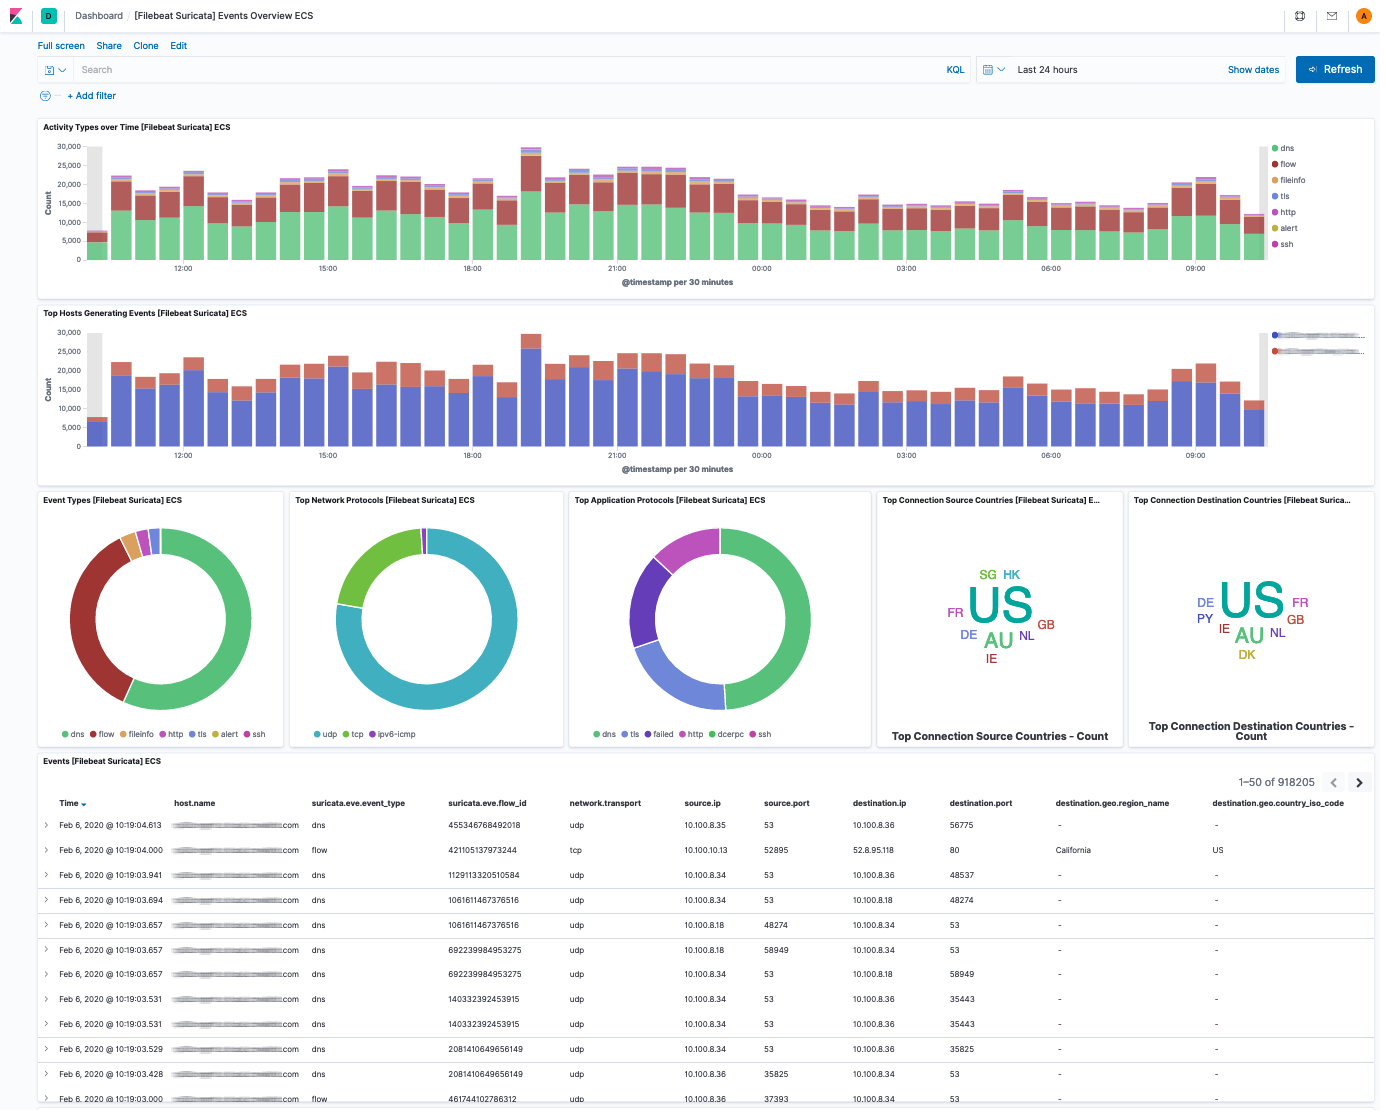 D Dashboard / [Filebeat Suricata] Events Overview ECS A
Full screen Share Clone Edit
Search KQL Last 24 hours Show dates Refresh
+ Add filter
Activity Types over Time [Filebeat Suricata] ECS
30,000
25,000
20,000
15,000
10,000
5,000
0
Count
12:00 15:00 18:00 21:00 00:00 03:00 06:00 09:00
@timestamp per 30 minutes
dns
flow
fileinfo
tls
http
alert
ssh
Top Hosts Generating Events [Filebeat Suricata] ECS
30,000
25,000
20,000
15,000
10,000
5,000
0
Count
12:00 15:00 18:00 21:00 00:00 03:00 06:00 09:00
@timestamp per 30 minutes
Event Types [Filebeat Suricata] ECS
dns flow fileinfo http tls alert ssh
Top Network Protocols [Filebeat Suricata] ECS
udp tcp ipv6-icmp
Top Application Protocols [Filebeat Suricata] ECS
dns tls failed http dcerpc ssh
Top Connection Source Countries [Filebeat Suricata] E...
SG HK
US
FR
GB
DE AU NL
IE
Top Connection Source Countries - Count
Top Connection Destination Countries [Filebeat Surica...
DE US FR
PY GB
IE AU NL
DK
Top Connection Destination Countries -
Count
Events [Filebeat Suricata] ECS
1–50 of 918205
Time host.name suricata.eve.event_type suricata.eve.flow_id network.transport source.ip source.port destination.ip destination.port destination.geo.region_name destination.geo.country_iso_code
Feb 6, 2020 @ 10:19:04.613 .com dns 455346768492018 udp 10.100.8.35 53 10.100.8.36 56775 - -
Feb 6, 2020 @ 10:19:04.000 .com flow 421105137973244 tcp 10.100.10.13 52895 52.8.95.118 80 California US
Feb 6, 2020 @ 10:19:03.941 .com dns 1129113320510584 udp 10.100.8.34 53 10.100.8.36 48537 - -
Feb 6, 2020 @ 10:19:03.694 .com dns 1061611467376516 udp 10.100.8.34 53 10.100.8.18 48274 - -
Feb 6, 2020 @ 10:19:03.657 .com dns 1061611467376516 udp 10.100.8.18 48274 10.100.8.34 53 - -
Feb 6, 2020 @ 10:19:03.657 .com dns 692239984953275 udp 10.100.8.18 58949 10.100.8.34 53 - -
Feb 6, 2020 @ 10:19:03.657 .com dns 692239984953275 udp 10.100.8.34 53 10.100.8.18 58949 - -
Feb 6, 2020 @ 10:19:03.531 .com dns 140332392453915 udp 10.100.8.34 53 10.100.8.36 35443 - -
Feb 6, 2020 @ 10:19:03.531 .com dns 140332392453915 udp 10.100.8.34 53 10.100.8.36 35443 - -
Feb 6, 2020 @ 10:19:03.529 .com dns 2081410649656149 udp 10.100.8.34 53 10.100.8.36 35825 - -
Feb 6, 2020 @ 10:19:03.428 .com dns 2081410649656149 udp 10.100.8.36 35825 10.100.8.34 53 - -
Feb 6, 2020 @ 10:19:03.000 .com flow 461744102786312 udp 10.100.8.36 37393 10.100.8.34 53 - -